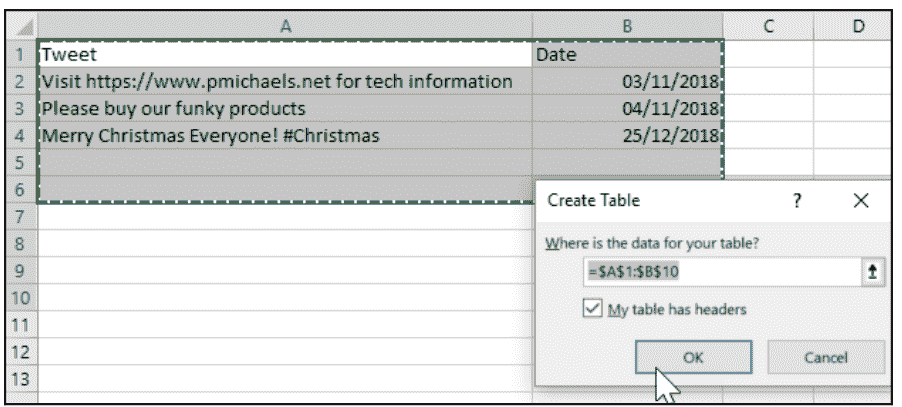 A B C D
1 Tweet Date
2 Visit https://www.pmichaels.net for tech information 03/11/2018
3 Please buy our funky products 04/11/2018
4 Merry Christmas Everyone! #Christmas 25/12/2018
5
6
Create Table ? ×
7
Where is the data for your table?
8
=$A$1:$B$10
9
10
My table has headers
11
12
OK Cancel
13